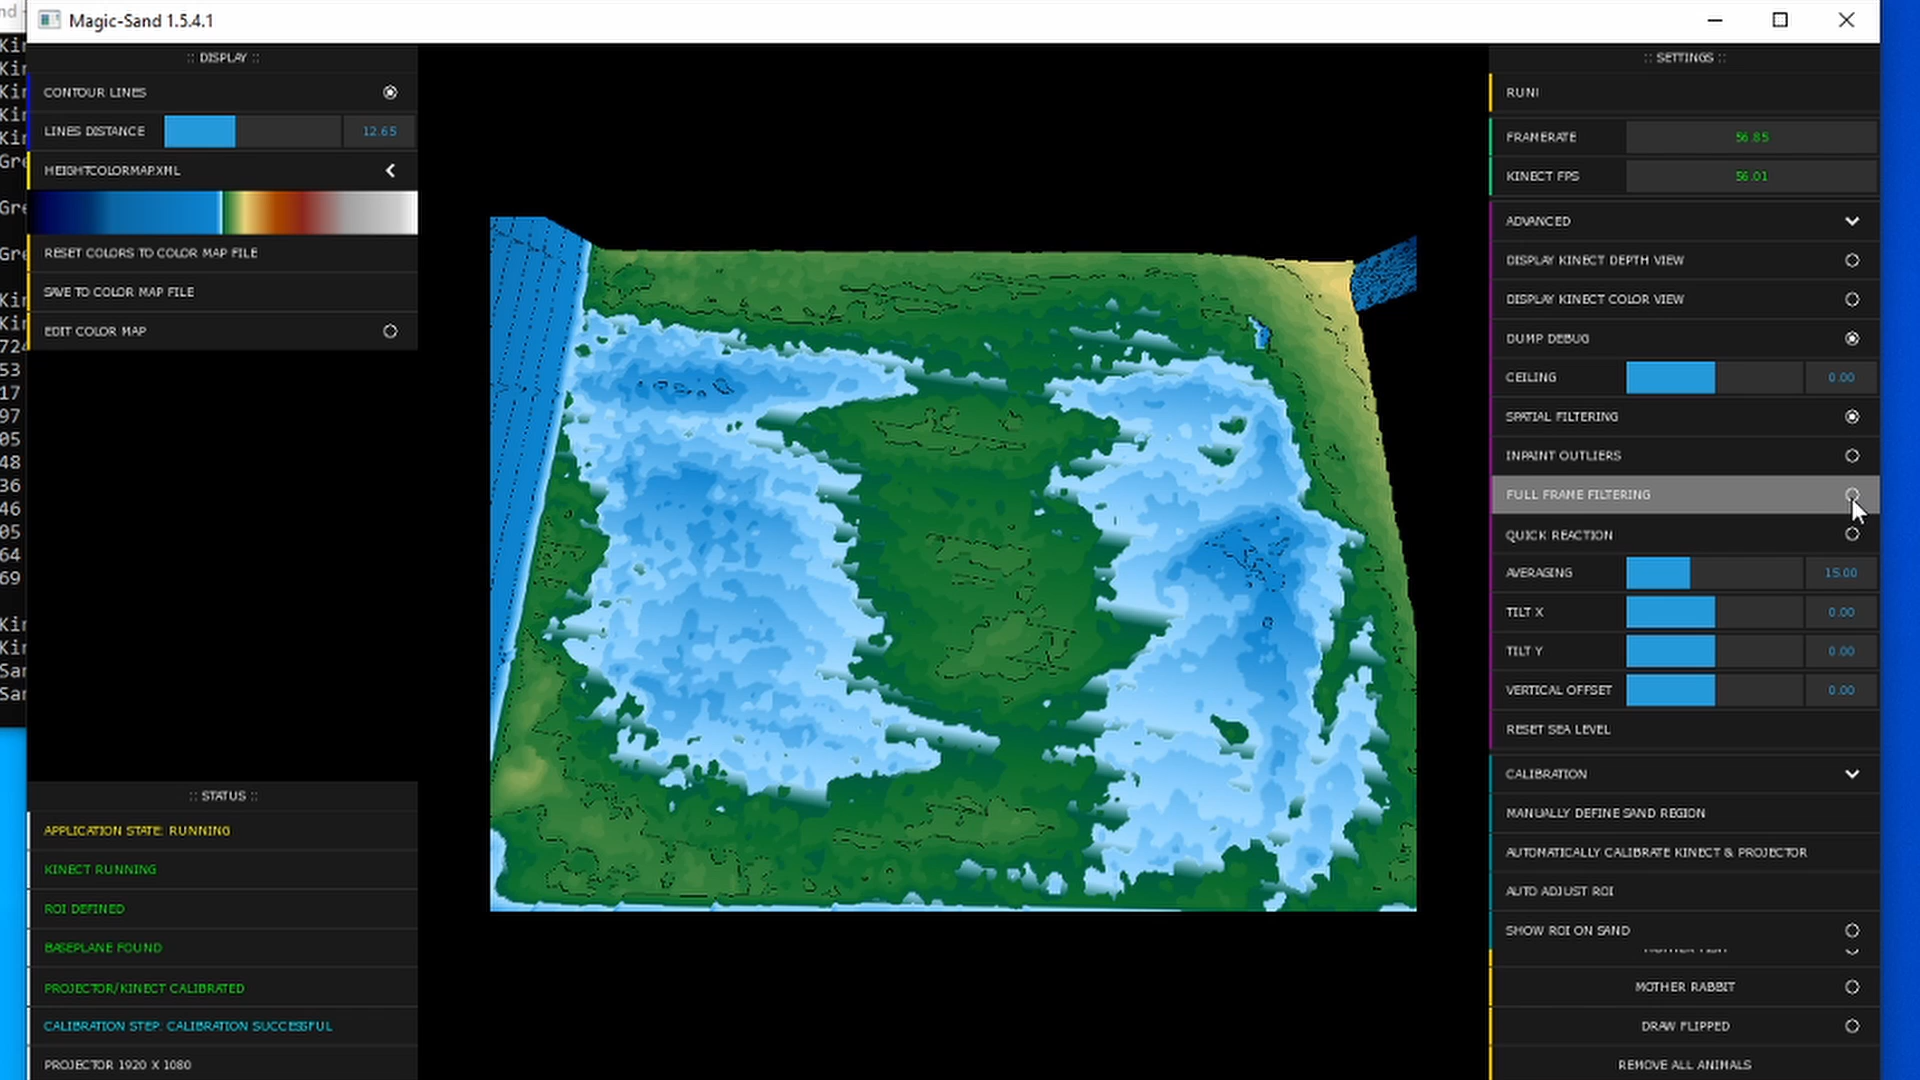 Magic-Sand 1.5.4.1
:: DISPLAY ::
CONTOUR LINES
LINES DISTANCE 12.65
HEIGHTCOLORMAP.XML
RESET COLORS TO COLOR MAP FILE
SAVE TO COLOR MAP FILE
EDIT COLOR MAP
:: STATUS ::
APPLICATION STATE: RUNNING
KINECT RUNNING
ROI DEFINED
BASEPLANE FOUND
PROJECTOR/KINECT CALIBRATED
CALIBRATION STEP: CALIBRATION SUCCESSFUL
PROJECTOR 1920 X 1080
:: SETTINGS ::
RUN!
FRAMERATE 56.85
KINECT FPS 56.01
ADVANCED
DISPLAY KINECT DEPTH VIEW
DISPLAY KINECT COLOR VIEW
DUMP DEBUG
CEILING 0.00
SPATIAL FILTERING
INPAINT OUTLIERS
FULL FRAME FILTERING
QUICK REACTION
AVERAGING 15.00
TILT X 0.00
TILT Y 0.00
VERTICAL OFFSET 0.00
RESET SEA LEVEL
CALIBRATION
MANUALLY DEFINE SAND REGION
AUTOMATICALLY CALIBRATE KINECT & PROJECTOR
AUTO ADJUST ROI
SHOW ROI ON SAND
MOTHER RABBIT
DRAW FLIPPED
REMOVE ALL ANIMALS